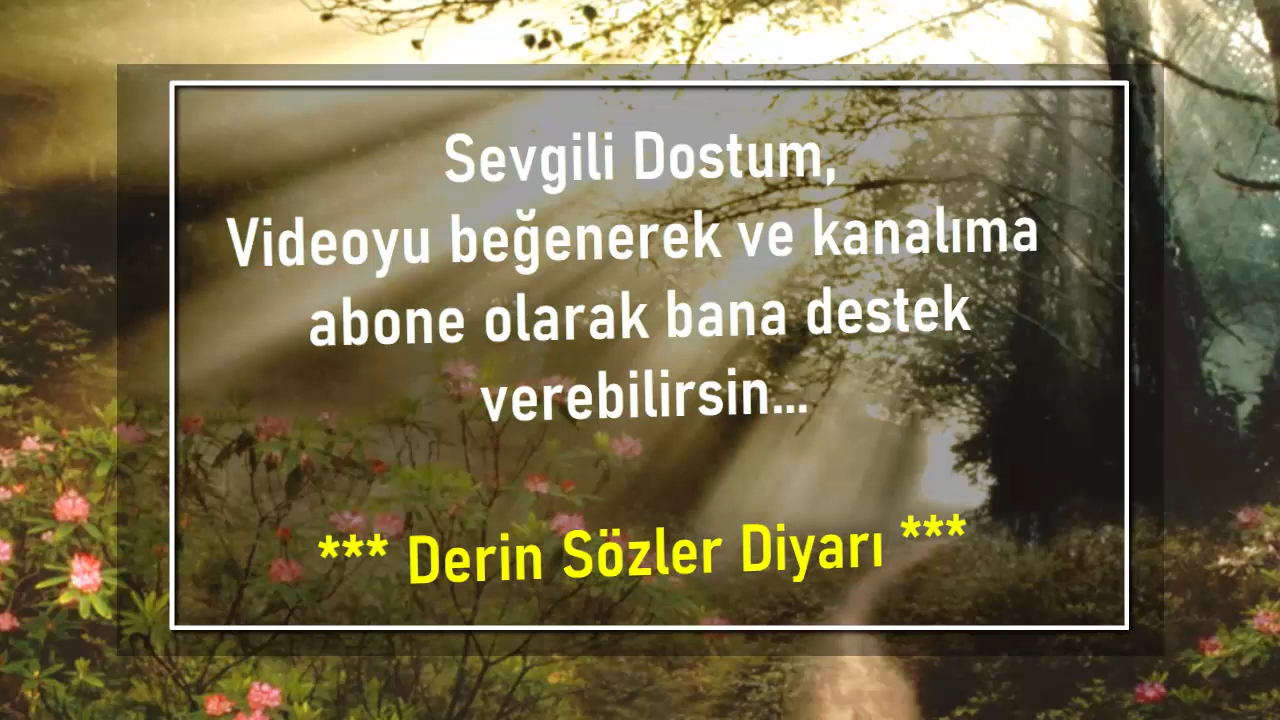 Sevgili Dostum,
Videoyu beğenerek ve kanalıma
abone olarak bana destek
verebilirsin...
*** Derin Sözler Diyarı ***